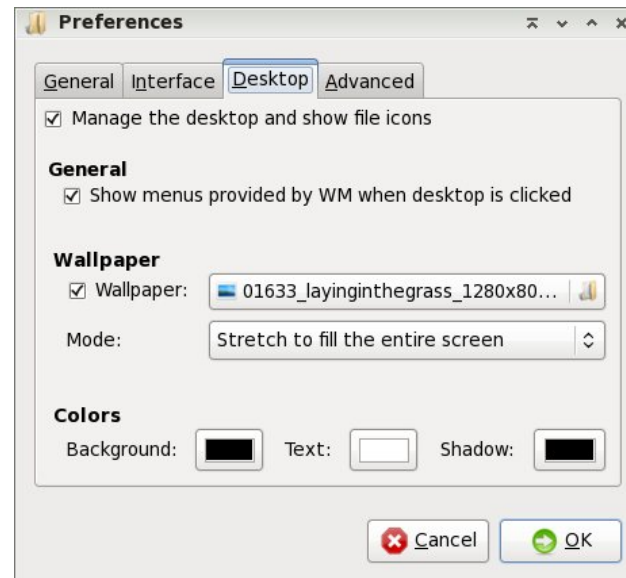 Preferences
General Interface Desktop Advanced
Manage the desktop and show file icons
General
Show menus provided by WM when desktop is clicked
Wallpaper
Wallpaper: 01633_layinginthegrass_1280x80...
Mode: Stretch to fill the entire screen
Colors
Background: Text: Shadow:
Cancel OK